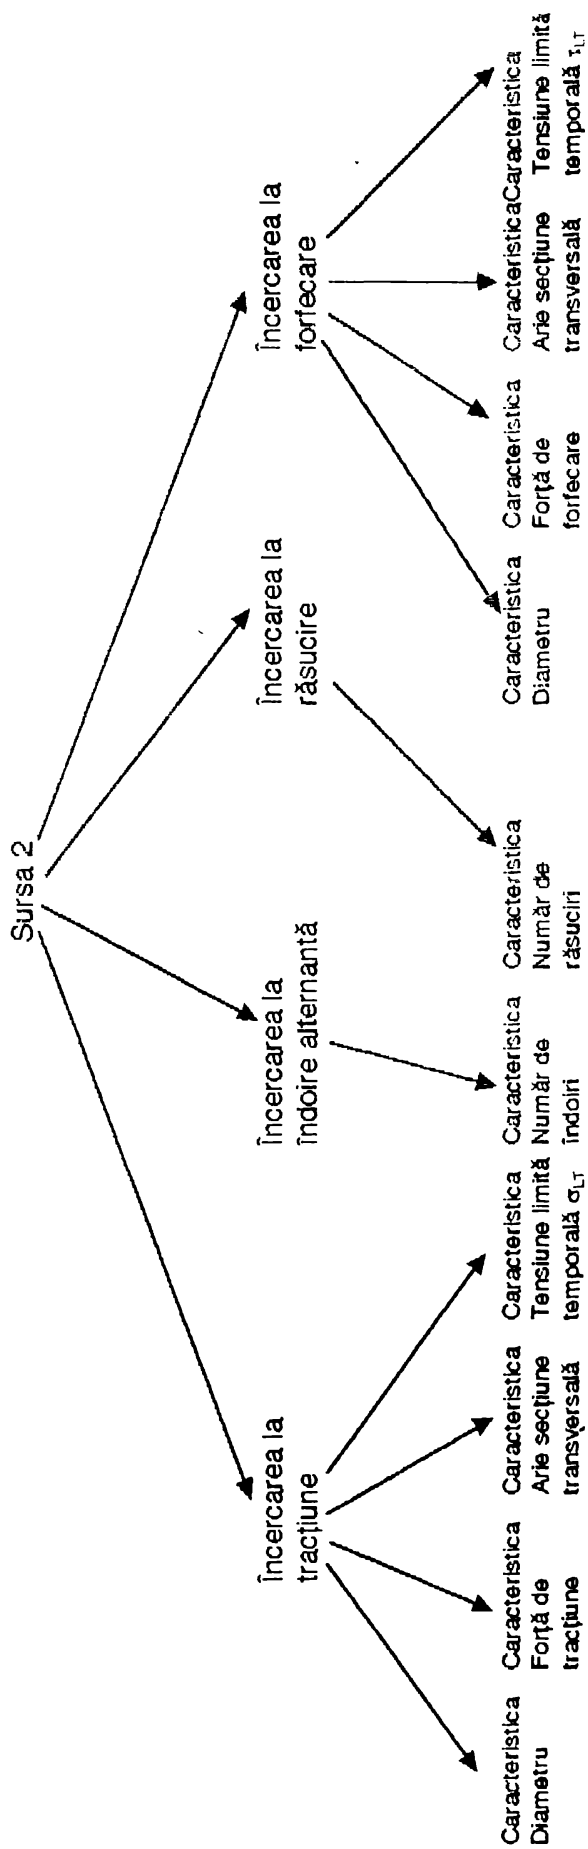 Sursa 2
Încercarea la
tracțiune
Încercarea la
îndoire alternantă
Încercarea la
răsucire
Încercarea la
forfecare
Caracteristica
Diametru
Caracteristica
Forță de
tracțiune
Caracteristica
Arie secțiune
transversală
Caracteristica
Tensiune limită
temporală σLT
Caracteristica
Număr de
îndoiri
Caracteristica
Număr de
răsuciri
Caracteristica
Diametru
Caracteristica
Forță de
forfecare
Caracteristica
Arie secțiune
transversală
Caracteristica
Tensiune limită
temporală τLT